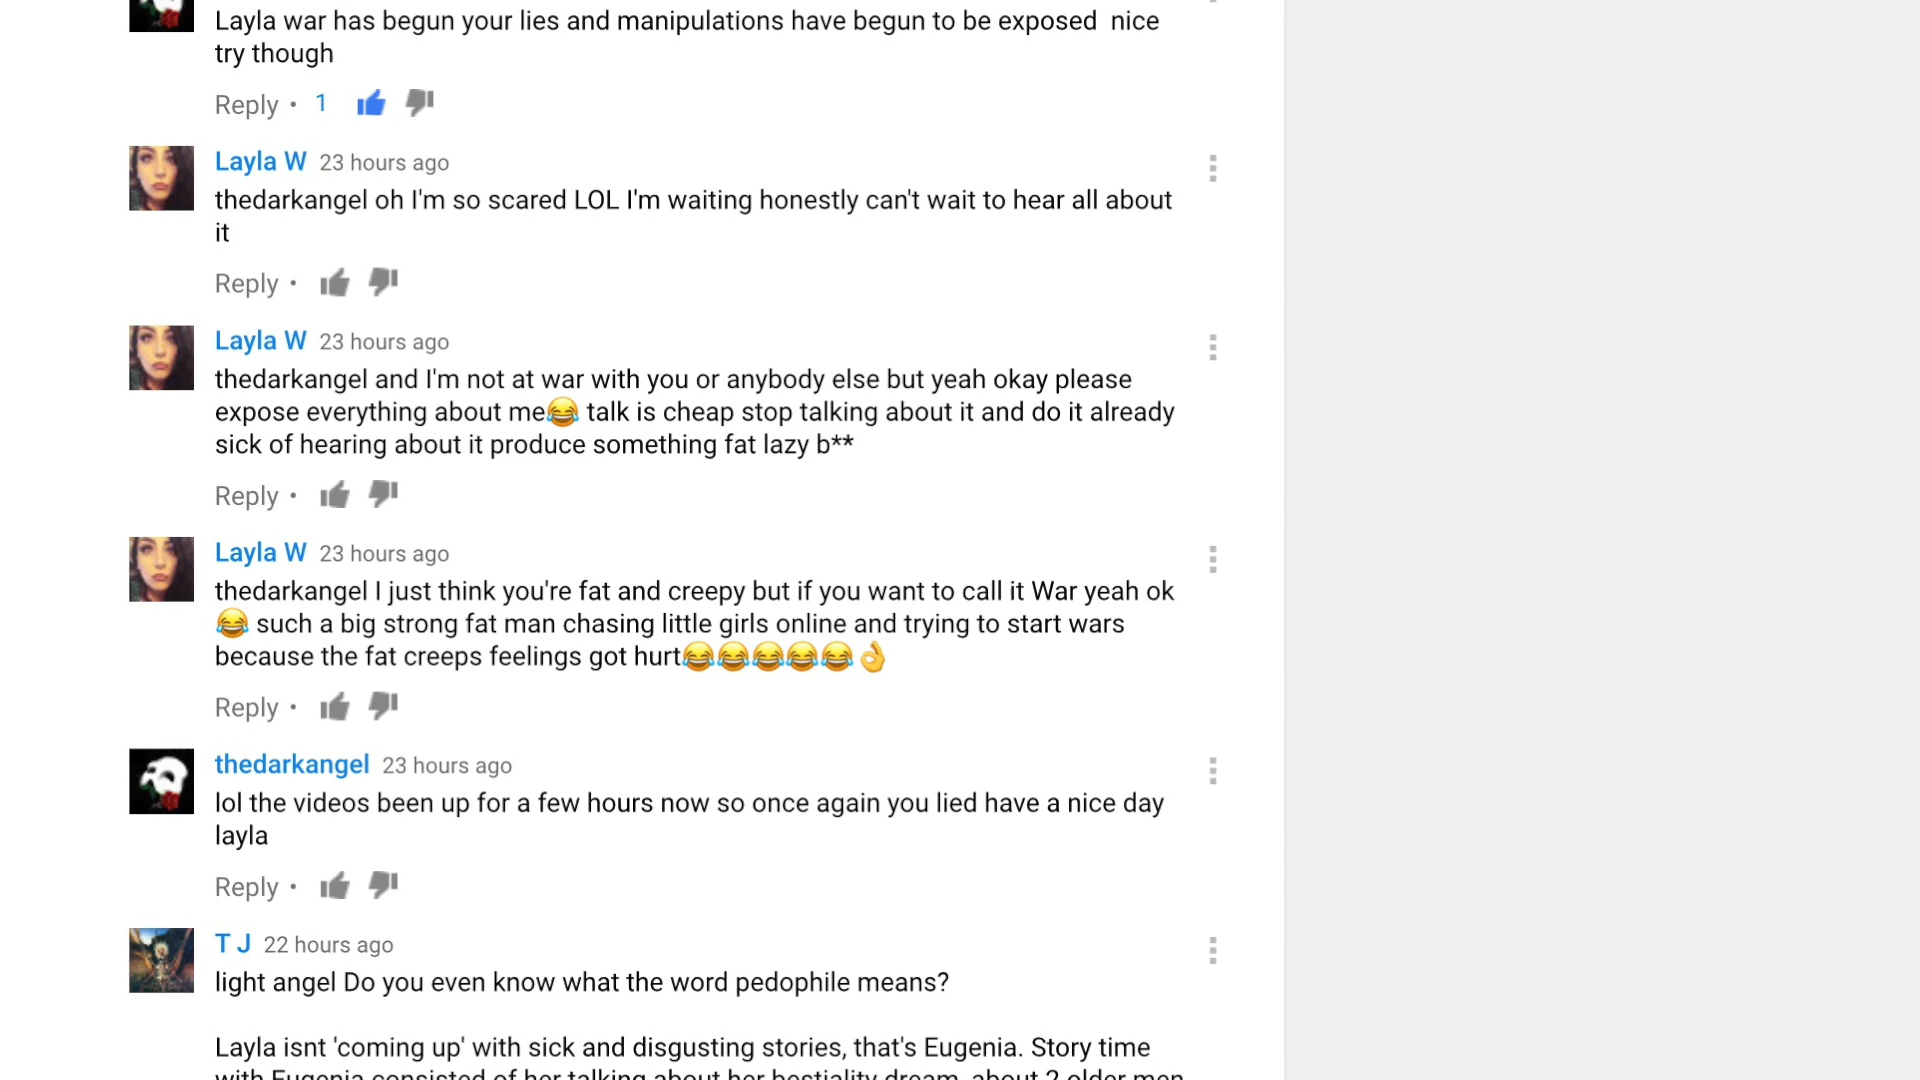 Layla war has begun your lies and manipulations have begun to be exposed  nice
try though
Reply • 1
Layla W 23 hours ago
thedarkangel oh I'm so scared LOL I'm waiting honestly can't wait to hear all about
it
Reply •
Layla W 23 hours ago
thedarkangel and I'm not at war with you or anybody else but yeah okay please
expose everything about me😂 talk is cheap stop talking about it and do it already
sick of hearing about it produce something fat lazy b**
Reply •
Layla W 23 hours ago
thedarkangel I just think you're fat and creepy but if you want to call it War yeah ok
😂 such a big strong fat man chasing little girls online and trying to start wars
because the fat creeps feelings got hurt😂😂😂😂😂👌
Reply •
thedarkangel 23 hours ago
lol the videos been up for a few hours now so once again you lied have a nice day
layla
Reply •
T J 22 hours ago
light angel Do you even know what the word pedophile means?
Layla isnt 'coming up' with sick and disgusting stories, that's Eugenia. Story time
with Eugenia consisted of her talking about her bestiality dream, about 2 older men